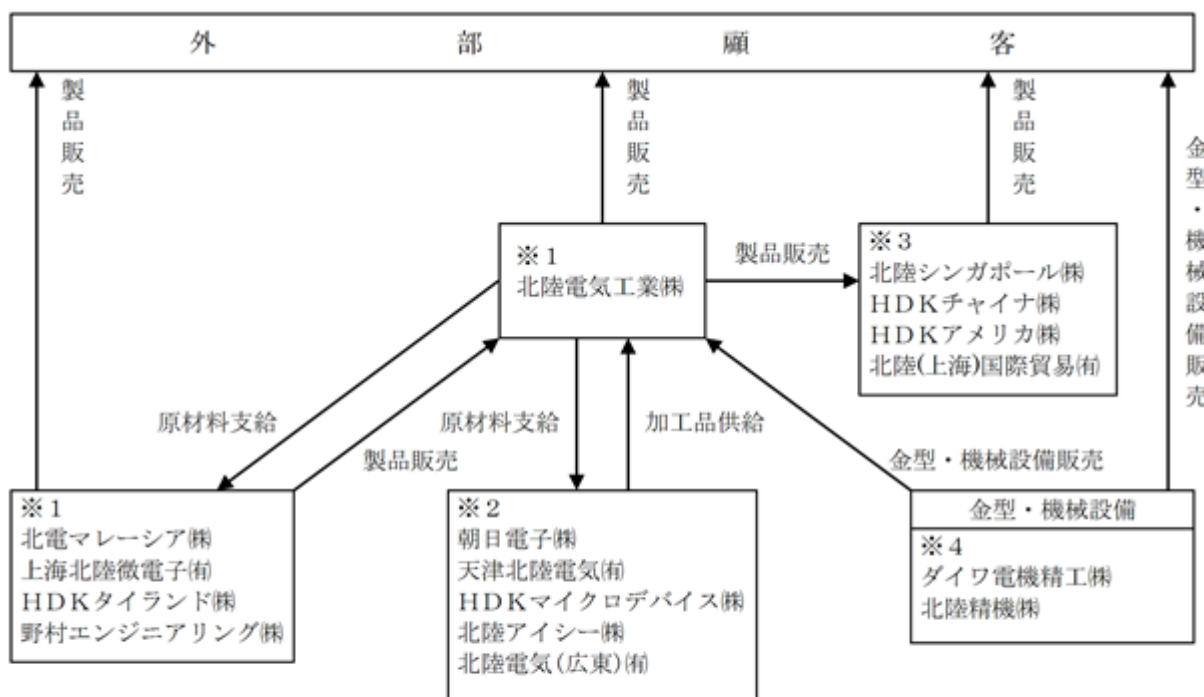 外部顧客
製品販売
製品販売
製品販売
金型・機械設備販売
※1
北陸電気工業㈱
製品販売
※3
北陸シンガポール㈱
HDKチャイナ㈱
HDKアメリカ㈱
北陸(上海)国際貿易㈲
原材料支給
製品販売
原材料支給
加工品供給
金型・機械設備販売
※1
北電マレーシア㈱
上海北陸微電子㈲
HDKタイランド㈱
野村エンジニアリング㈱
※2
朝日電子㈱
天津北陸電気㈲
HDKマイクロデバイス㈱
北陸アイシー㈱
北陸電気(広東)㈲
金型・機械設備
※4
ダイワ電機精工㈱
北陸精機㈱